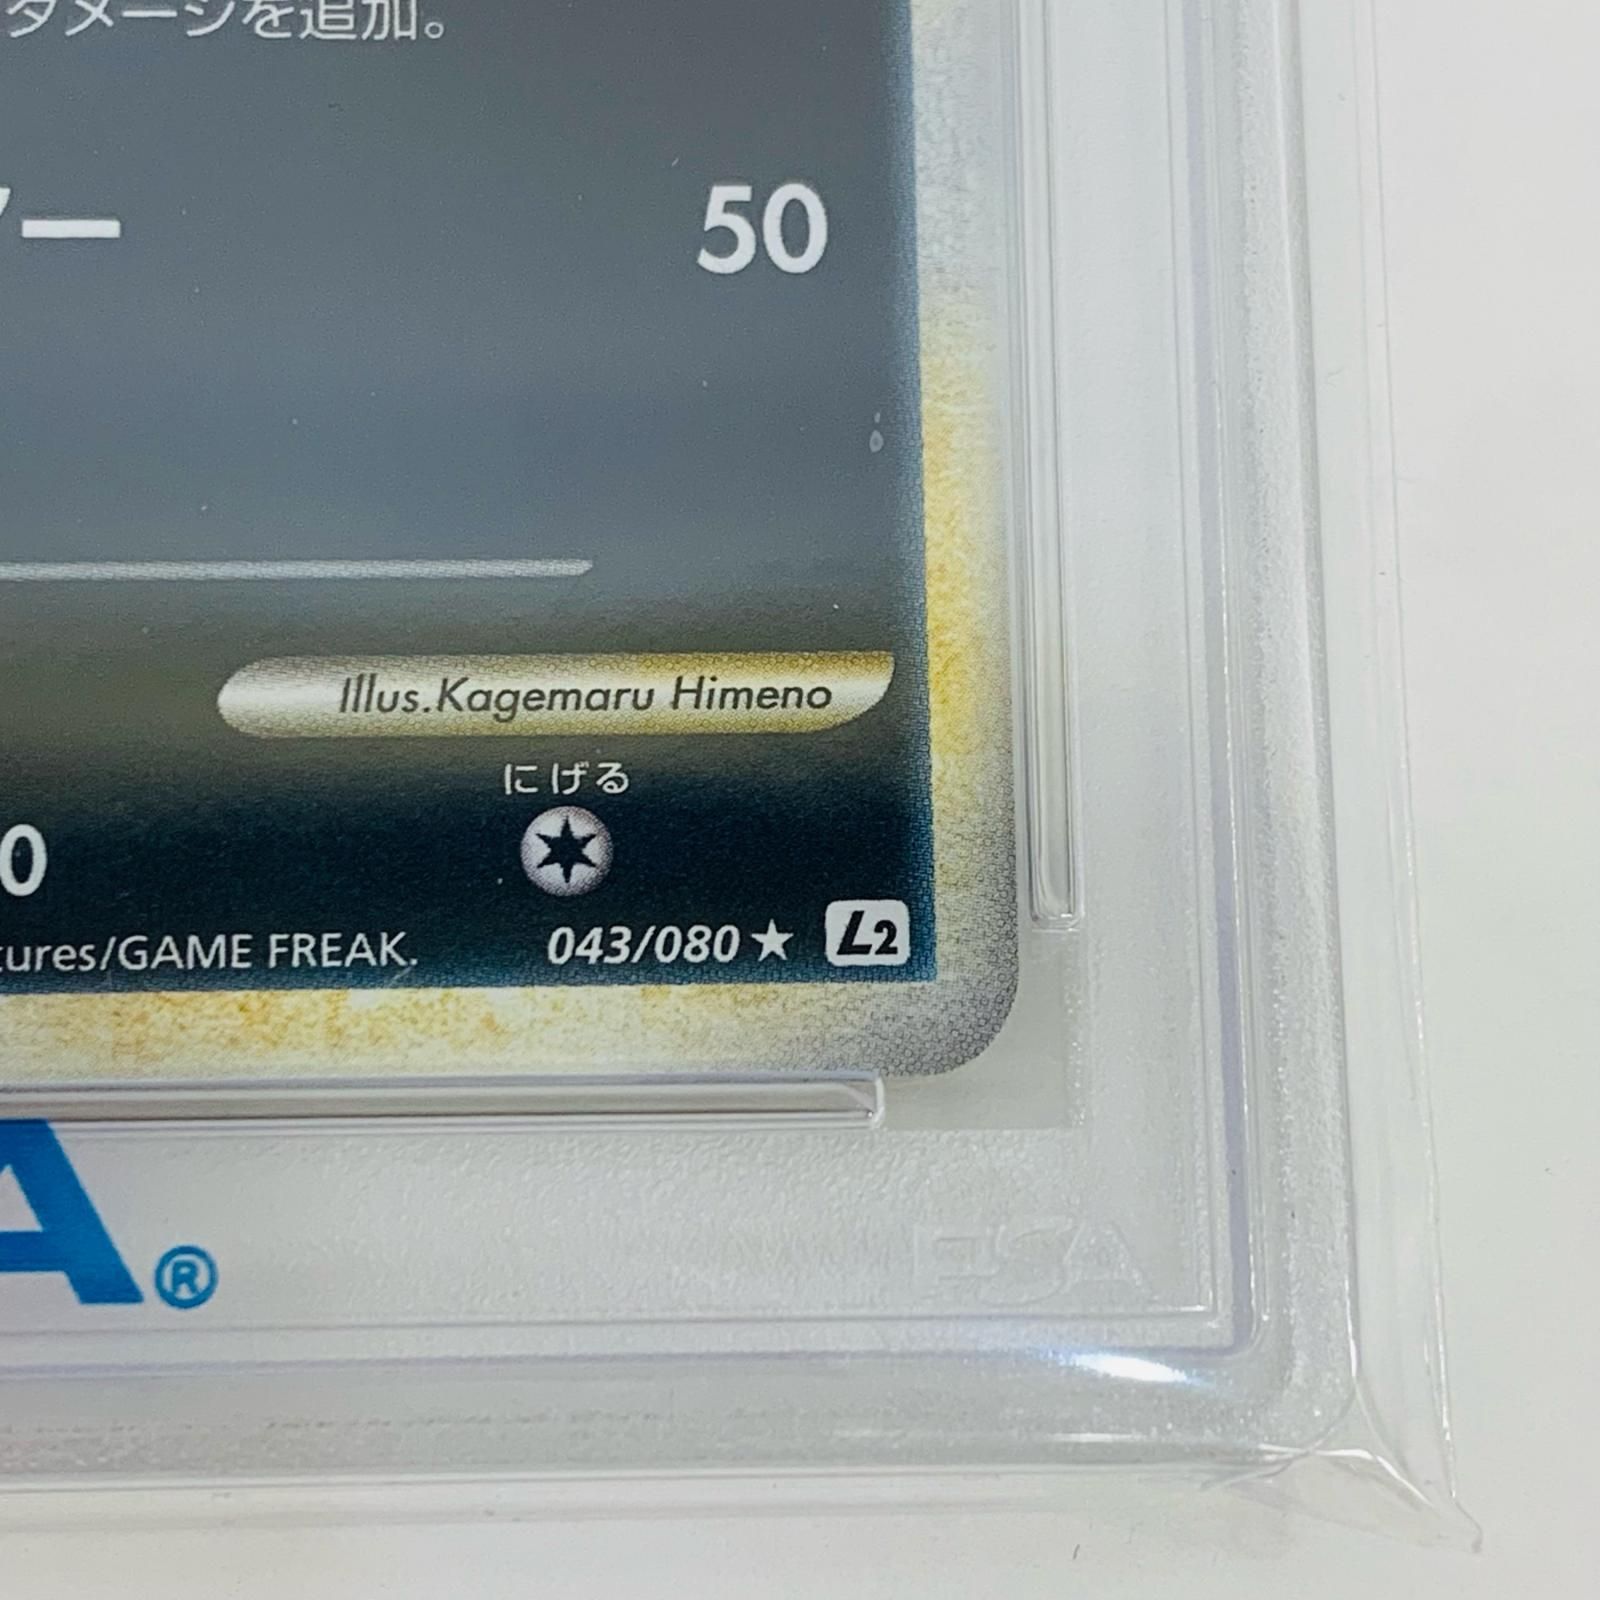 ダメージを追加。
ー 50
Illus.Kagemaru Himeno
にげる
0
tures/GAME FREAK. 043/080 ★ L2
A®
PSA